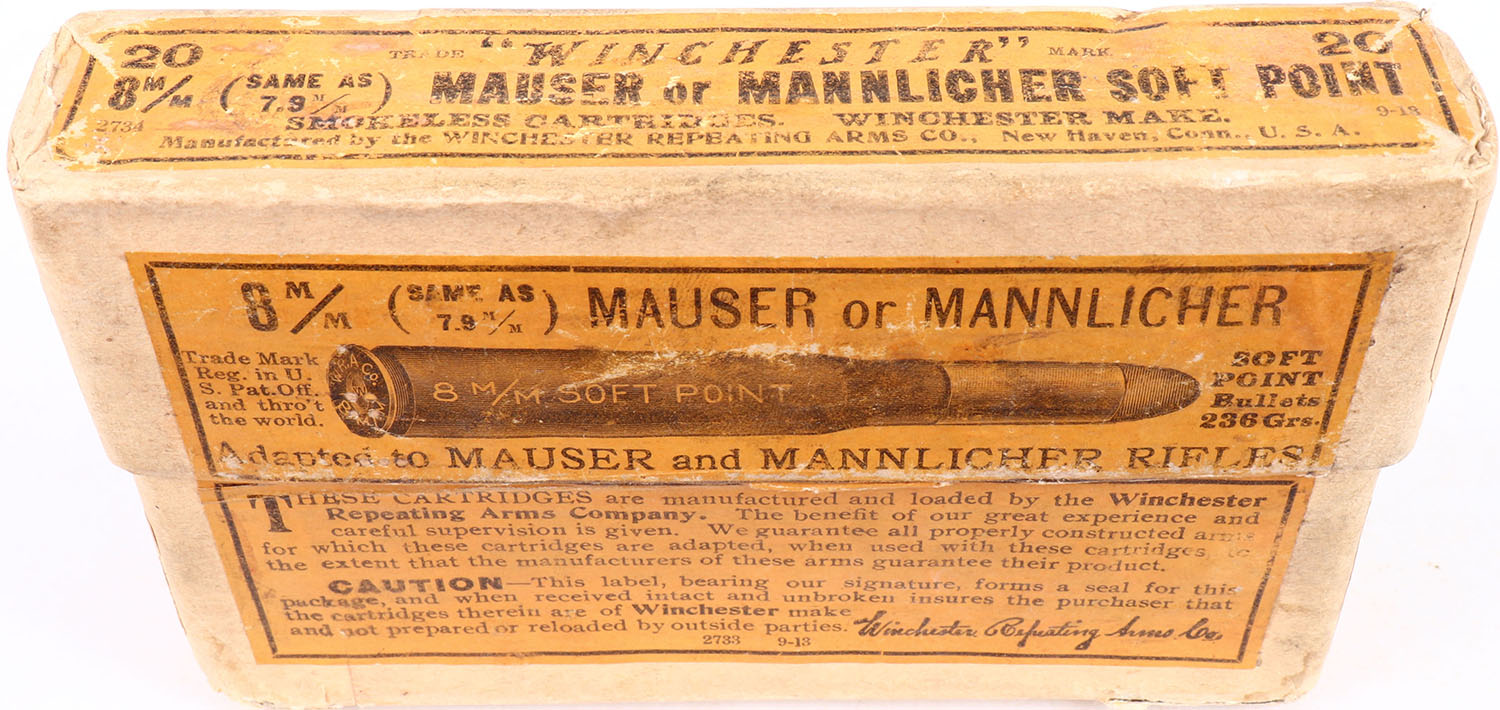 20 TRADE "WINCHESTER" MARK 20
8 M/M (SAME AS 7.9 M/M) MAUSER or MANNLICHER SOFT POINT
2734 SMOKELESS CARTRIDGES. WINCHESTER MAKE. 9-13
Manufactured by the WINCHESTER REPEATING ARMS CO., New Haven, Conn., U. S. A.
8 M/M (SAME AS 7.9 M/M) MAUSER or MANNLICHER
Trade Mark
Reg. in U.
S. Pat. Off.
and thro't
the world.
W.R.A. Co.
8 M/M SOFT POINT
SOFT
POINT
Bullets
236 Grs.
Adapted to MAUSER and MANNLICHER RIFLES
THESE CARTRIDGES are manufactured and loaded by the Winchester
Repeating Arms Company. The benefit of our great experience and
careful supervision is given. We guarantee all properly constructed arms
for which these cartridges are adapted, when used with these cartridges, to
the extent that the manufacturers of these arms guarantee their product.
CAUTION—This label, bearing our signature, forms a seal for this
package, and when received intact and unbroken insures the purchaser that
the cartridges therein are of Winchester make
and not prepared or reloaded by outside parties. Winchester Repeating Arms Co.
2733 9-13